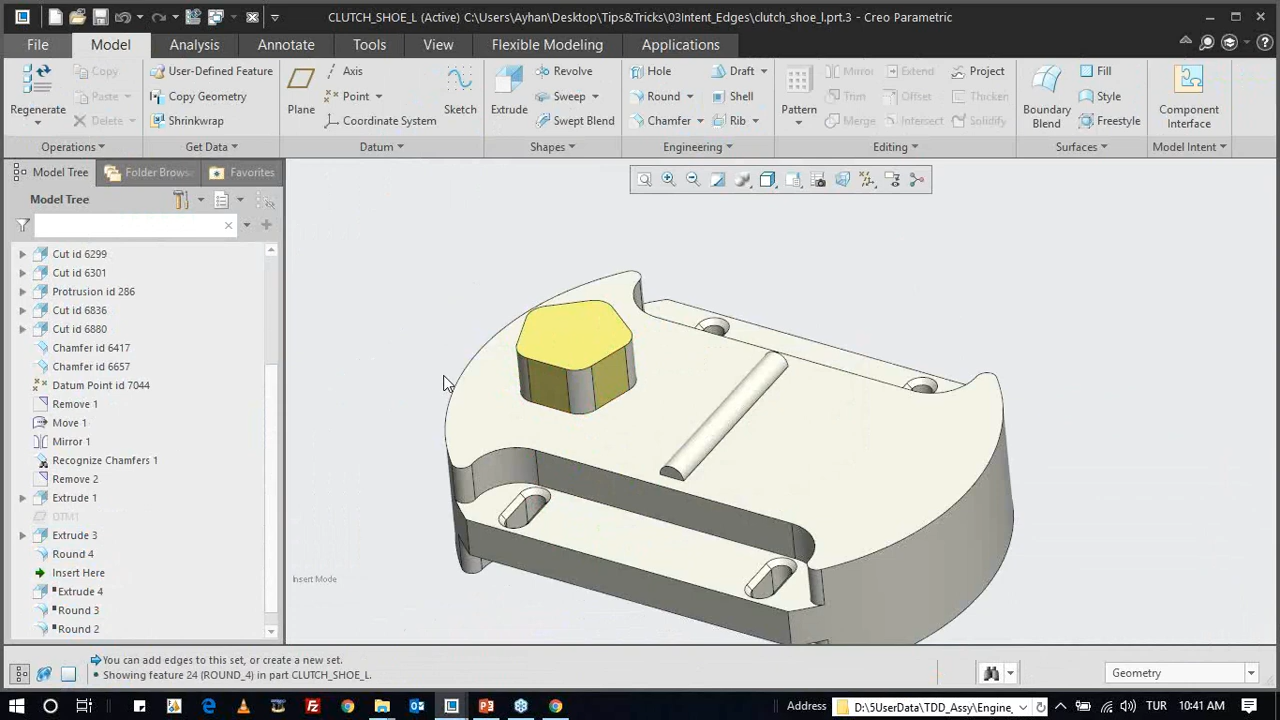 CLUTCH_SHOE_L (Active) C:\Users\Ayhan\Desktop\Tips&Tricks\03Intent_Edges\clutch_shoe_l.prt.3 - Creo Parametric
File Model Analysis Annotate Tools View Flexible Modeling Applications
Regenerate
Copy
Paste
Delete
Operations
User-Defined Feature
Copy Geometry
Shrinkwrap
Get Data
Plane
Axis
Point
Coordinate System
Sketch
Datum
Extrude
Revolve
Sweep
Swept Blend
Shapes
Hole
Round
Chamfer
Draft
Shell
Rib
Engineering
Pattern
Mirror
Trim
Merge
Extend
Offset
Intersect
Project
Thicken
Solidify
Editing
Boundary
Blend
Fill
Style
Freestyle
Surfaces
Component
Interface
Model Intent
Model Tree Folder Brows Favorites
Model Tree
Cut id 6299
Cut id 6301
Protrusion id 286
Cut id 6836
Cut id 6880
Chamfer id 6417
Chamfer id 6657
Datum Point id 7044
Remove 1
Move 1
Mirror 1
Recognize Chamfers 1
Remove 2
Extrude 1
DTM1
Extrude 3
Round 4
Insert Here
Extrude 4
Round 3
Round 2
Insert Mode
You can add edges to this set, or create a new set.
• Showing feature 24 (ROUND_4) in part CLUTCH_SHOE_L.
Geometry
Address D:\5UserData\TDD_Assy\Engine_
TUR 10:41 AM